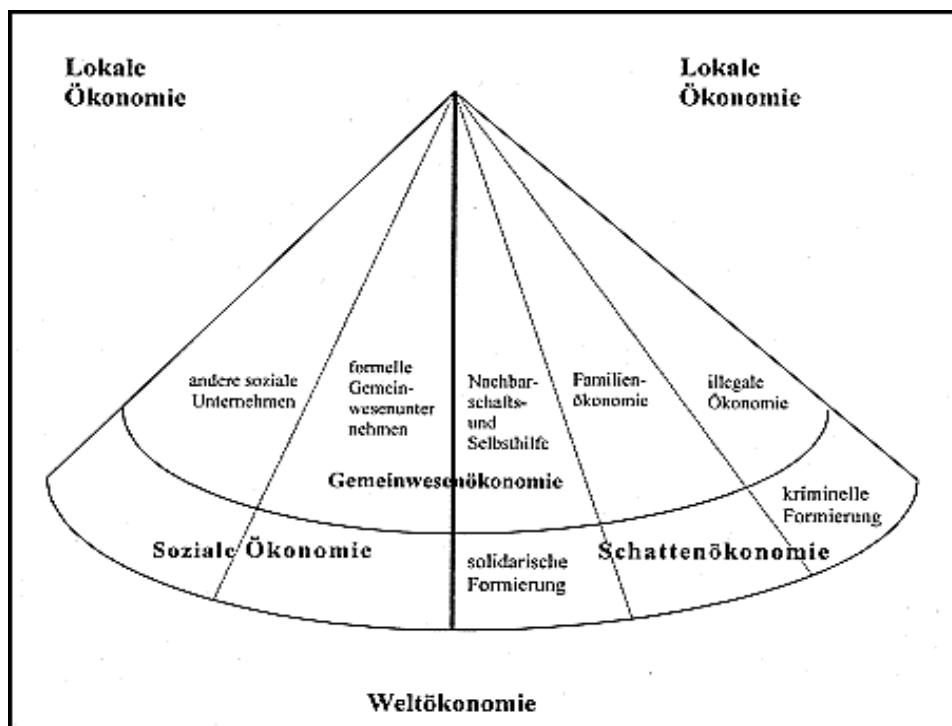 Lokale
Ökonomie
Lokale
Ökonomie
andere soziale
Unternehmen
formelle
Gemein-
wesenunter
nehmen
Nachbar-
schafts-
und
Selbsthilfe
Familien-
ökonomie
illegale
Ökonomie
Gemeinwesenökonomie
kriminelle
Formierung
Soziale Ökonomie
solidarische
Formierung
Schattenökonomie
Weltökonomie